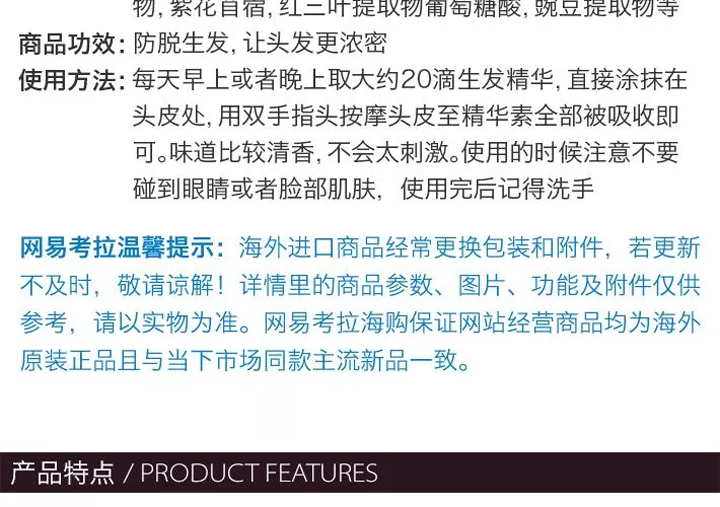 物, 紫花苜宿, 红三叶提取物葡萄糖酸, 豌豆提取物等
商品功效: 防脱生发, 让头发更浓密
使用方法: 每天早上或者晚上取大约20滴生发精华, 直接涂抹在
头皮处, 用双手指头按摩头皮至精华素全部被吸收即
可。味道比较清香, 不会太刺激。使用的时候注意不要
碰到眼睛或者脸部肌肤，使用完后记得洗手
网易考拉温馨提示：海外进口商品经常更换包装和附件，若更新
不及时，敬请谅解！详情里的商品参数、图片、功能及附件仅供
参考，请以实物为准。网易考拉海购保证网站经营商品均为海外
原装正品且与当下市场同款主流新品一致。
产品特点 / PRODUCT FEATURES